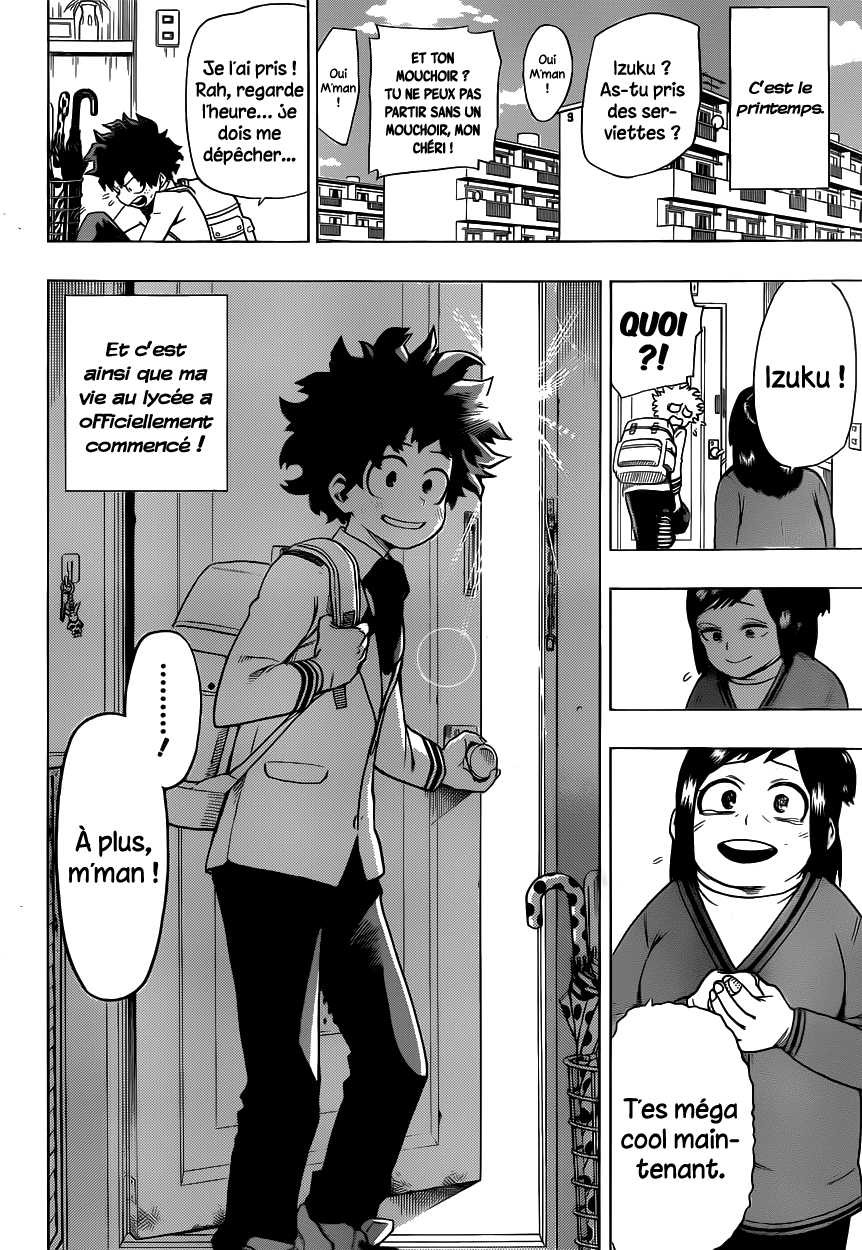 C'est le
printemps.
Izuku ?
As-tu pris
des ser-
viettes ?
Oui
M'man
!
ET TON
MOUCHOIR ?
TU NE PEUX PAS
PARTIR SANS UN
MOUCHOIR, MON
CHÉRI !
Oui
M'man
!
Je l'ai pris !
Rah, regarde
l'heure... je
dois me
dépêcher...
Izuku !
QUOI
?!
T'es méga
cool main-
tenant.
Et c'est
ainsi que ma
vie au lycée a
officiellement
commencé !
.........!
À plus,
m'man !